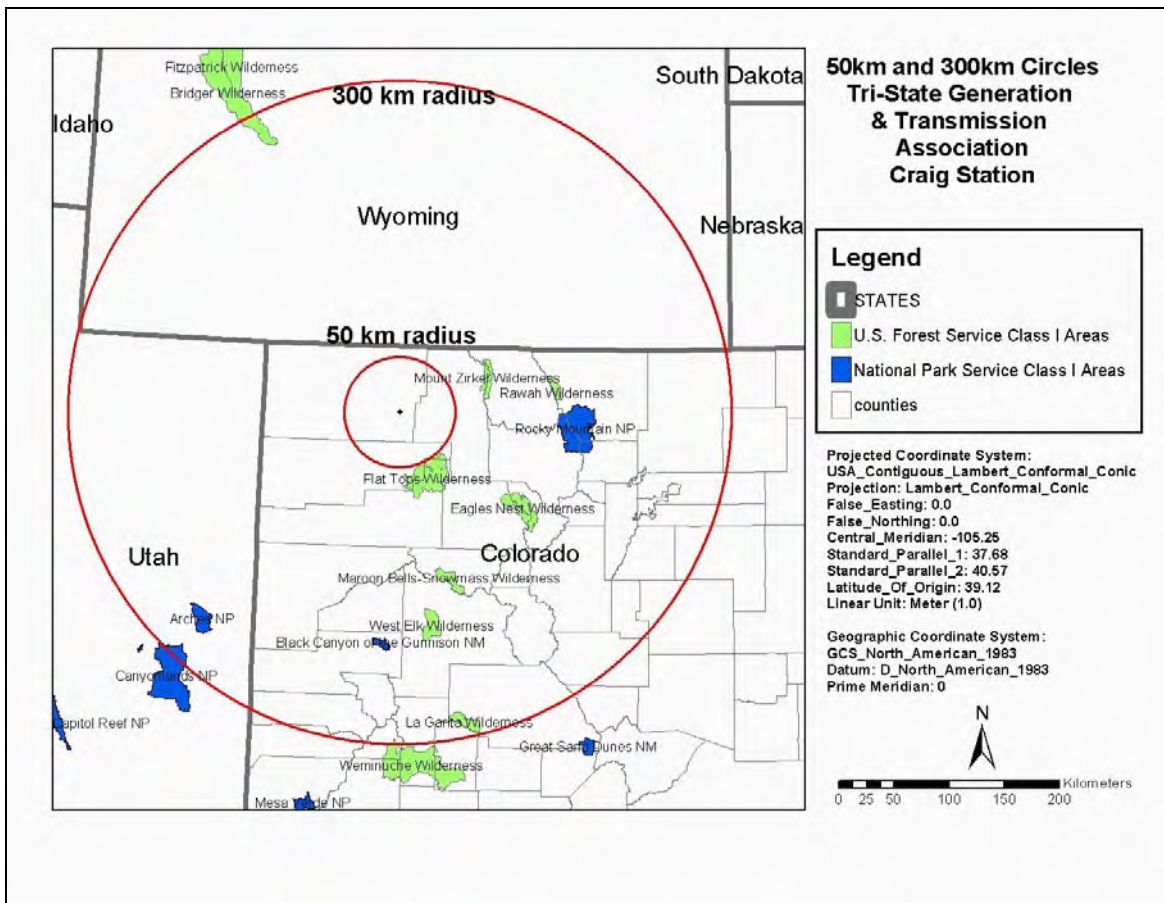 Fitzpatrick Wilderness
Bridger Wilderness
300 km radius
South Dakota
Idaho
Wyoming
Nebraska
50 km radius
Mount Zirkel Wilderness
Rawah Wilderness
Rocky Mountain NP
Flat Tops Wilderness
Eagles Nest Wilderness
Utah
Colorado
Maroon Bells-Snowmass Wilderness
Arches NP
West Elk Wilderness
Black Canyon of the Gunnison NM
Canyonlands NP
Capitol Reef NP
La Garita Wilderness
Great Sand Dunes NM
Weminuche Wilderness
Mesa Verde NP
50km and 300km Circles
Tri-State Generation
& Transmission
Association
Craig Station
Legend
STATES
U.S. Forest Service Class I Areas
National Park Service Class I Areas
counties
Projected Coordinate System:
USA_Contiguous_Lambert_Conformal_Conic
Projection: Lambert_Conformal_Conic
False_Easting: 0.0
False_Northing: 0.0
Central_Meridian: -105.25
Standard_Parallel_1: 37.68
Standard_Parallel_2: 40.57
Latitude_Of_Origin: 39.12
Linear Unit: Meter (1.0)
Geographic Coordinate System:
GCS_North_American_1983
Datum: D_North_American_1983
Prime Meridian: 0
N
Kilometers
0 25 50 100 150 200